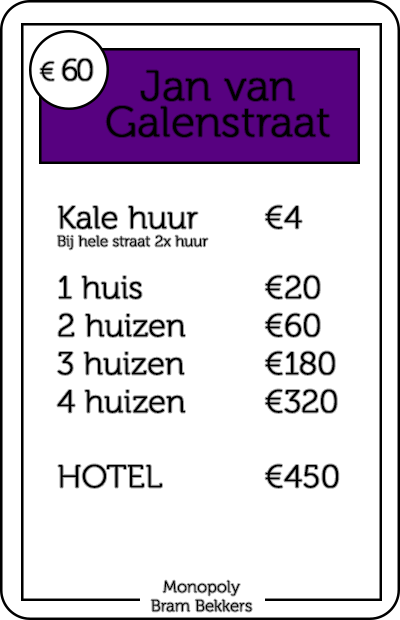 € 60
Jan van
Galenstraat
Kale huur €4
Bij hele straat 2x huur
1 huis €20
2 huizen €60
3 huizen €180
4 huizen €320
HOTEL €450
Monopoly
Bram Bekkers